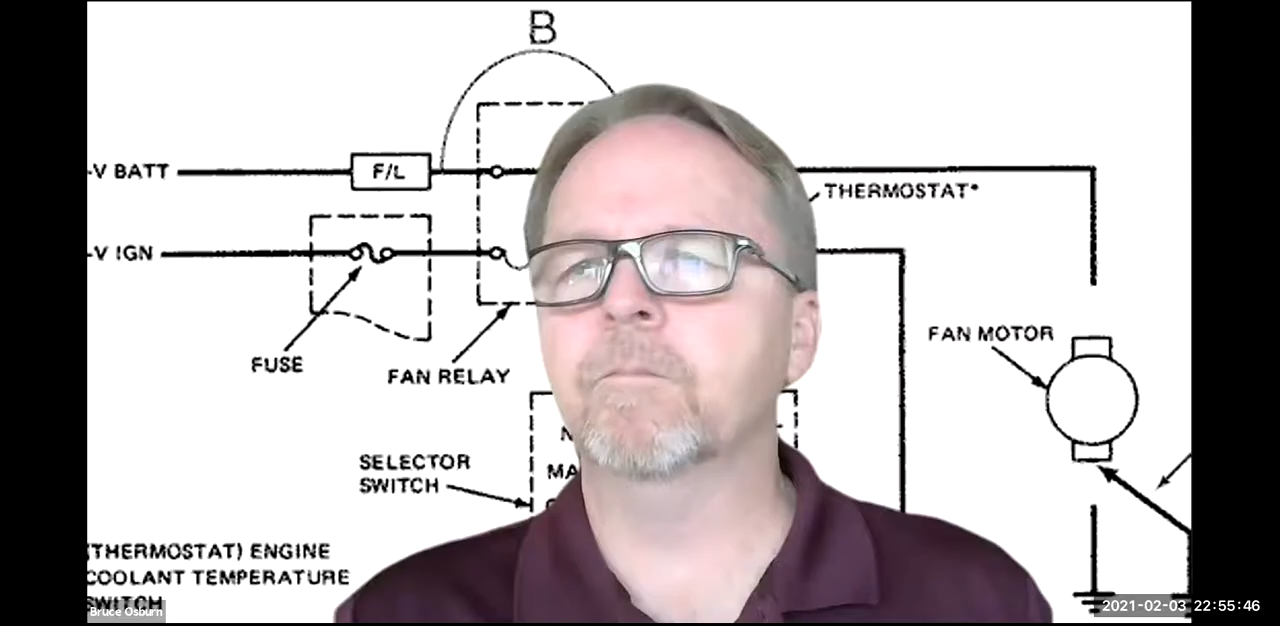 B
-V BATT
F/L
THERMOSTAT*
-V IGN
FAN MOTOR
FUSE
FAN RELAY
SELECTOR
SWITCH
MA
(THERMOSTAT) ENGINE
COOLANT TEMPERATURE
SWITCH
Bruce Osburn
2021-02-03 22:55:46